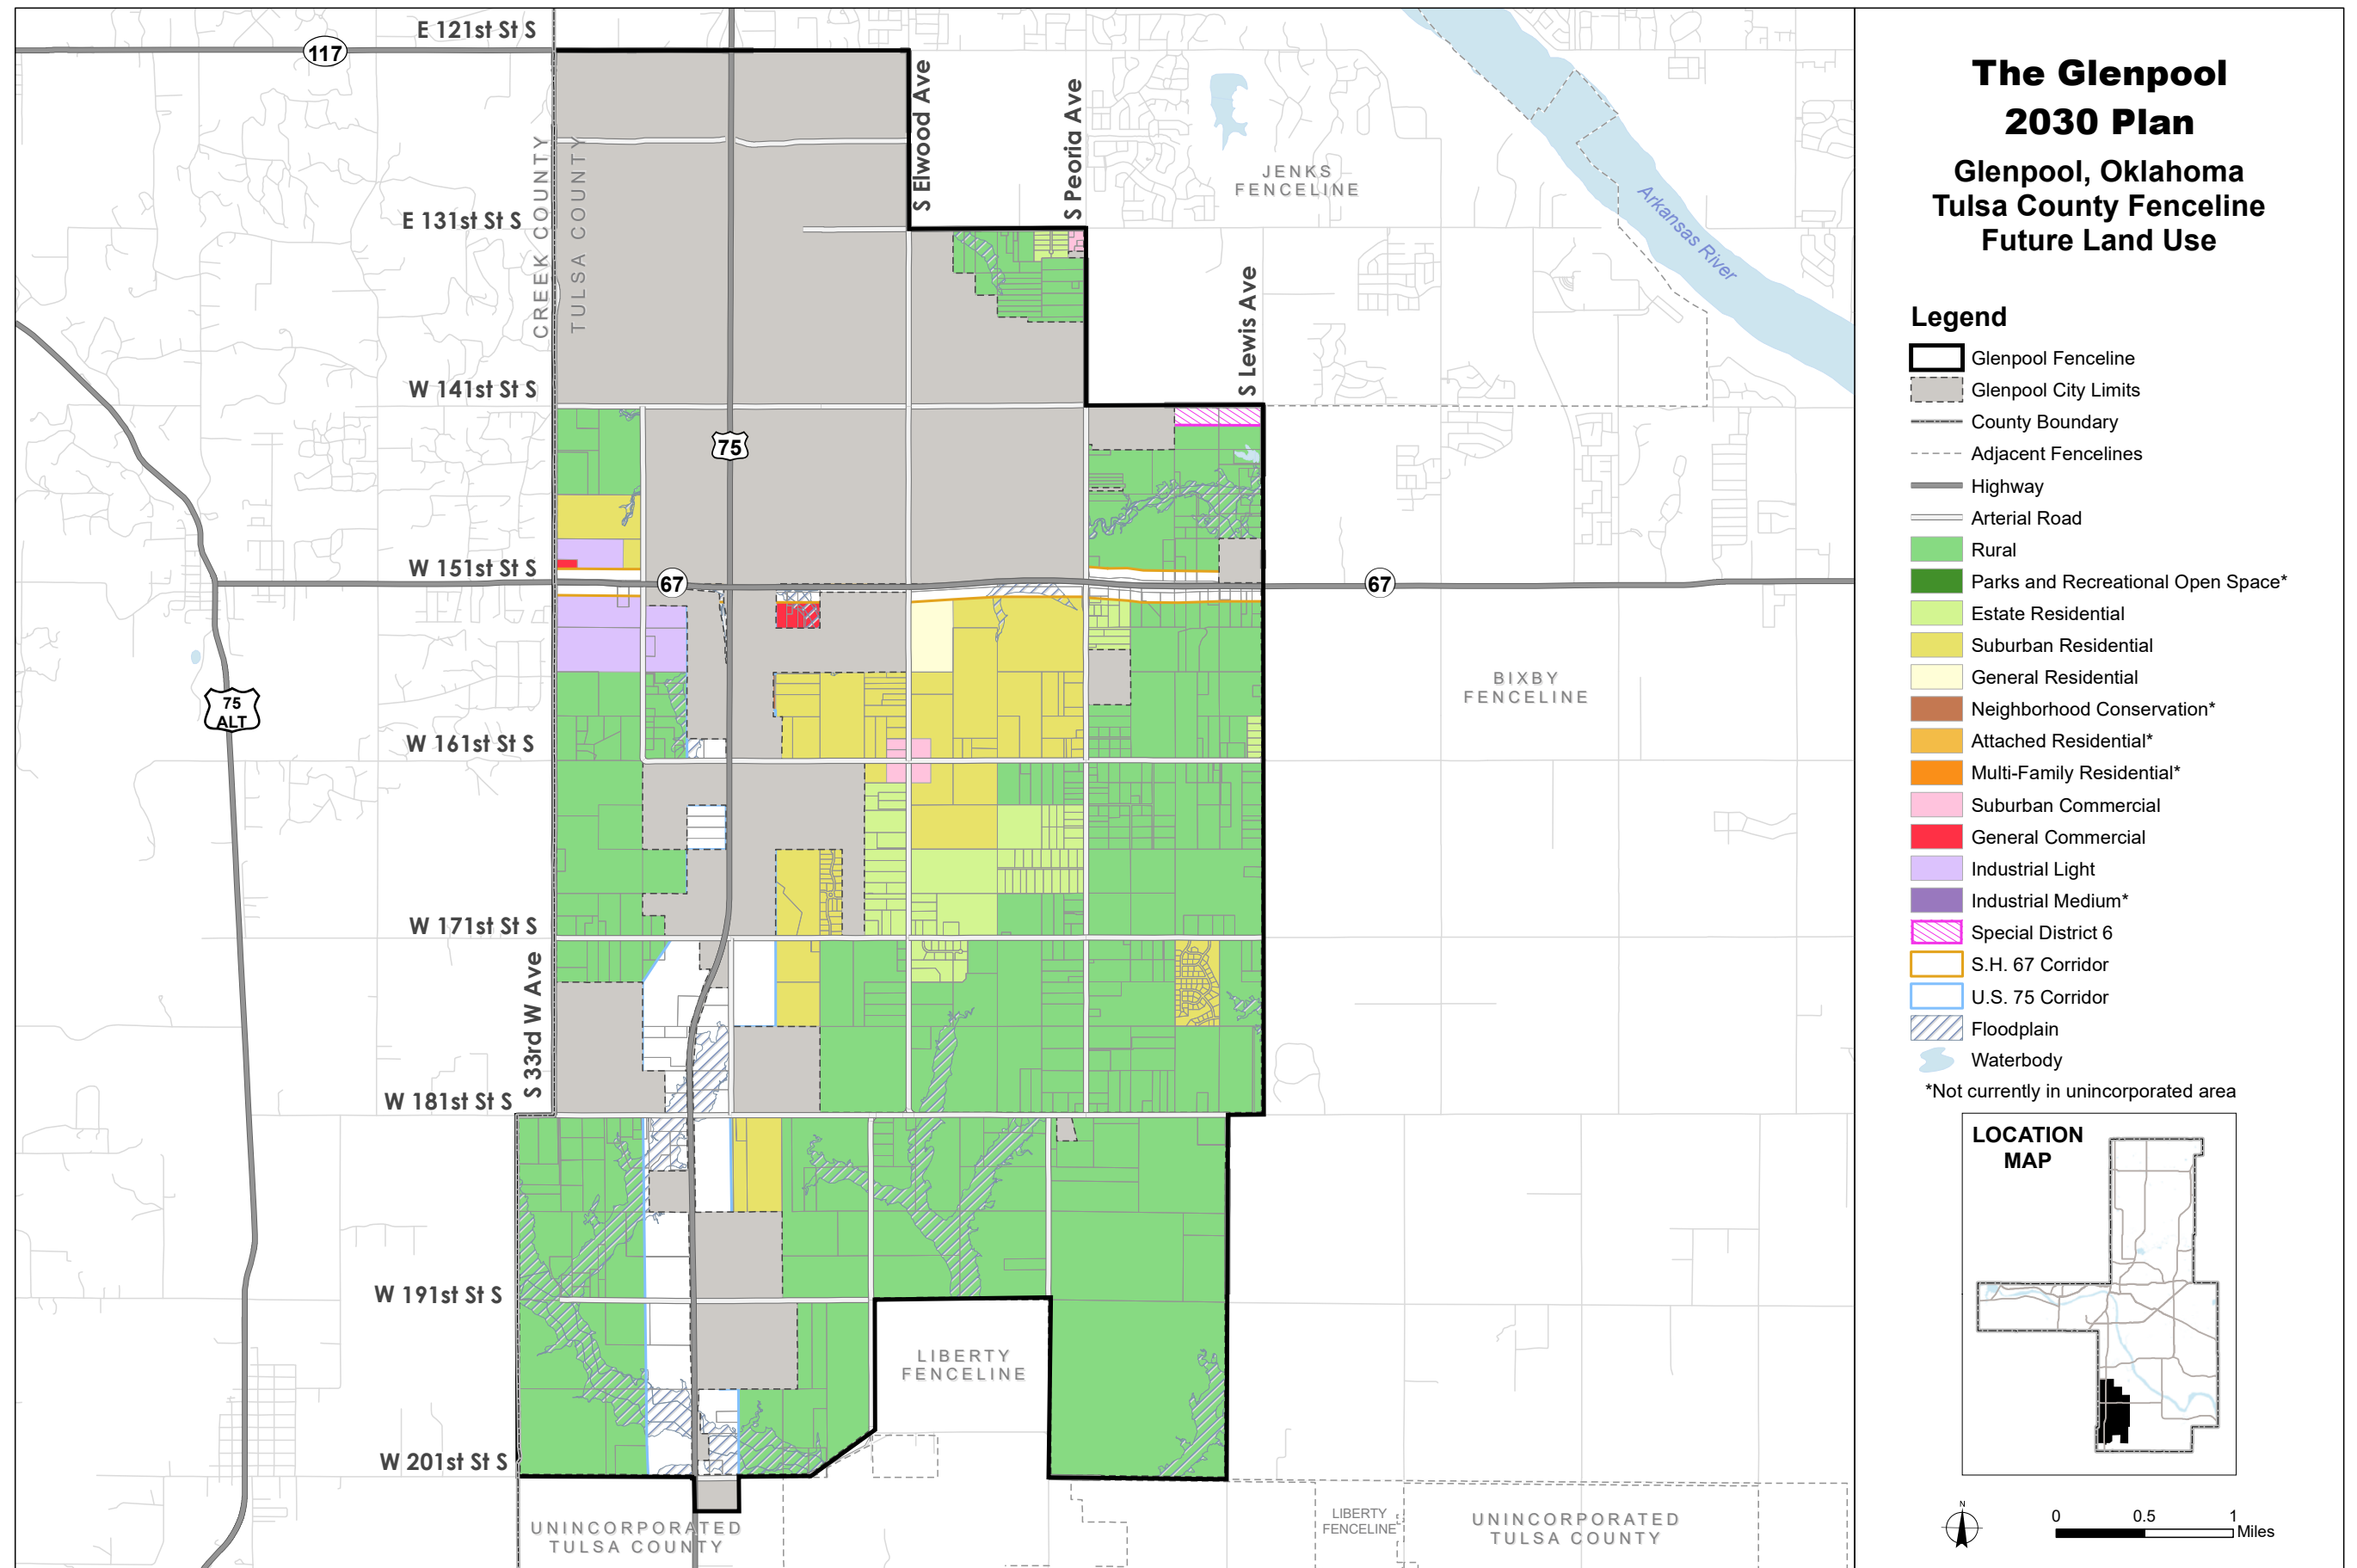 E 121st St S
117
S Elwood Ave
S Peoria Ave
CREEK COUNTY
TULSA COUNTY
JENKS
FENCELINE
Arkansas River
E 131st St S
S Lewis Ave
W 141st St S
75
W 151st St S
67
67
75
ALT
BIXBY
FENCELINE
W 161st St S
W 171st St S
S 33rd W Ave
W 181st St S
W 191st St S
LIBERTY
FENCELINE
W 201st St S
UNINCORPORATED
TULSA COUNTY
LIBERTY
FENCELINE
UNINCORPORATED
TULSA COUNTY
The Glenpool
2030 Plan
Glenpool, Oklahoma
Tulsa County Fenceline
Future Land Use
Legend
Glenpool Fenceline
Glenpool City Limits
County Boundary
Adjacent Fencelines
Highway
Arterial Road
Rural
Parks and Recreational Open Space*
Estate Residential
Suburban Residential
General Residential
Neighborhood Conservation*
Attached Residential*
Multi-Family Residential*
Suburban Commercial
General Commercial
Industrial Light
Industrial Medium*
Special District 6
S.H. 67 Corridor
U.S. 75 Corridor
Floodplain
Waterbody
*Not currently in unincorporated area
LOCATION
MAP
N
0 0.5 1
Miles